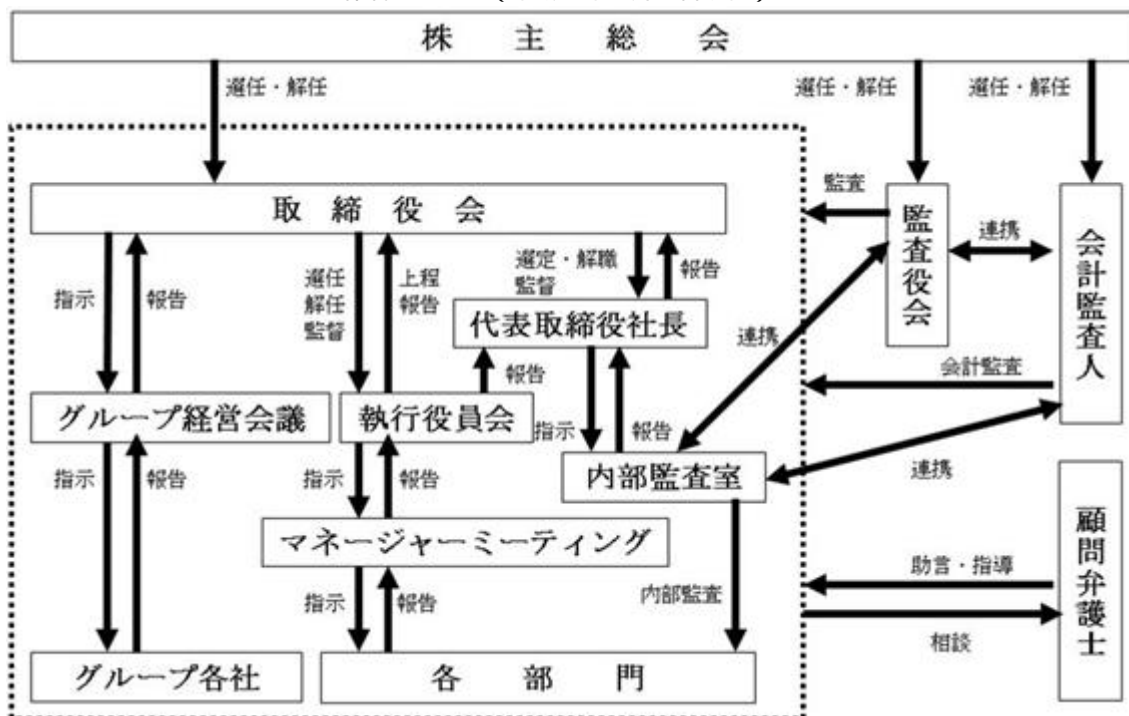 株主総会
選任・解任
選任・解任
選任・解任
取締役会
監査
監査役会
連携
会計監査人
指示
報告
選任
解任
監督
上程
報告
選定・解職
監督
報告
代表取締役社長
連携
報告
会計監査
グループ経営会議
執行役員会
指示
報告
内部監査室
連携
指示
報告
指示
報告
マネージャーミーティング
顧問弁護士
助言・指導
相談
指示
報告
内部監査
グループ各社
各部門